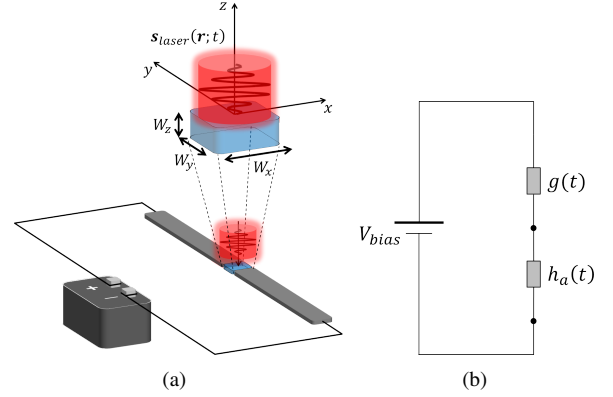 z
s_laser(r; t)
y
x
W_z
W_y
W_x
+
−
(a)
g(t)
V_bias
h_a(t)
(b)